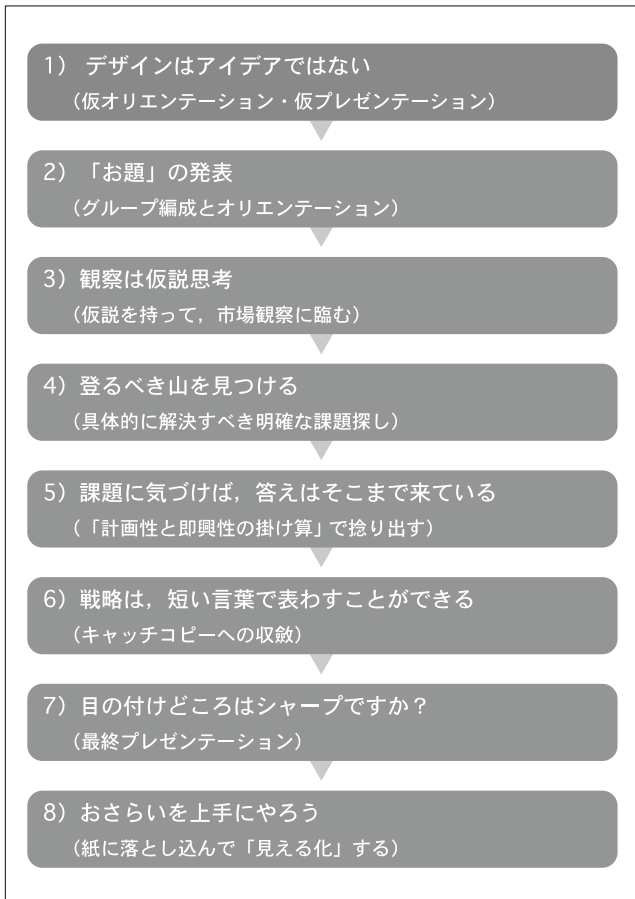 1） デザインはアイデアではない
（仮オリエンテーション・仮プレゼンテーション）
2）「お題」の発表
（グループ編成とオリエンテーション）
3）観察は仮説思考
（仮説を持って，市場観察に臨む）
4）登るべき山を見つける
（具体的に解決すべき明確な課題探し）
5）課題に気づけば，答えはそこまで来ている
（「計画性と即興性の掛け算」で捻り出す）
6）戦略は，短い言葉で表わすことができる
（キャッチコピーへの収斂）
7）目の付けどころはシャープですか？
（最終プレゼンテーション）
8）おさらいを上手にやろう
（紙に落とし込んで「見える化」する）